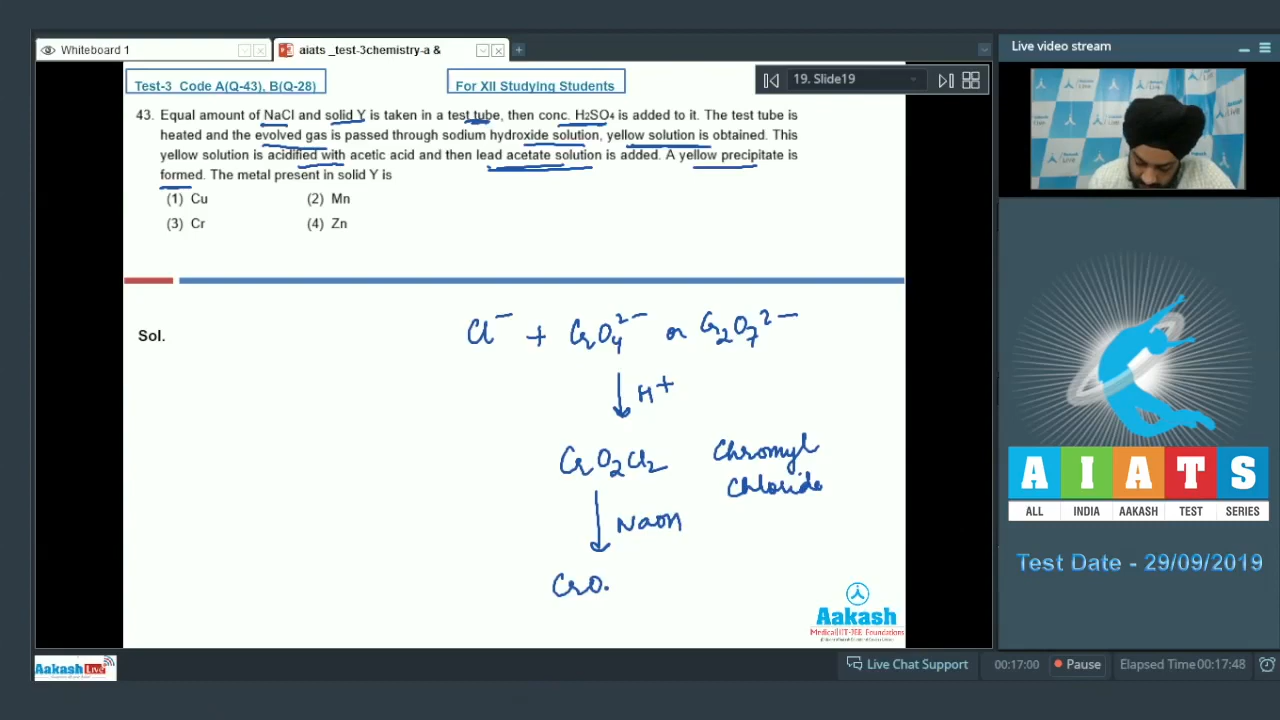 Whiteboard 1
aiats _test-3chemistry-a &
Live video stream
Test-3 Code A(Q-43), B(Q-28)
For XII Studying Students
19. Slide19
43. Equal amount of NaCl and solid Y is taken in a test tube, then conc. H₂SO₄ is added to it. The test tube is
heated and the evolved gas is passed through sodium hydroxide solution, yellow solution is obtained. This
yellow solution is acidified with acetic acid and then lead acetate solution is added. A yellow precipitate is
formed. The metal present in solid Y is
(1) Cu (2) Mn
(3) Cr (4) Zn
Sol.
Cl⁻ + CrO₄²⁻ or Cr₂O₇²⁻
↓ H+
CrO₂Cl₂ Chromyl
Chloride
↓ NaOH
CrO.
AIATS
ALL INDIA AAKASH TEST SERIES
Test Date - 29/09/2019
Aakash
Medical|IIT-JEE|Foundations
Aakash Live
Live Chat Support
00:17:00
Pause
Elapsed Time 00:17:48